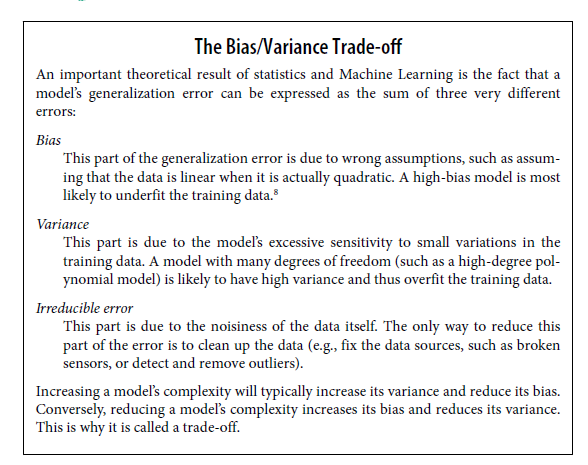 The Bias/Variance Trade-off
An important theoretical result of statistics and Machine Learning is the fact that a
model’s generalization error can be expressed as the sum of three very different
errors:
Bias
This part of the generalization error is due to wrong assumptions, such as assum-
ing that the data is linear when it is actually quadratic. A high-bias model is most
likely to underfit the training data.⁸
Variance
This part is due to the model’s excessive sensitivity to small variations in the
training data. A model with many degrees of freedom (such as a high-degree pol-
ynomial model) is likely to have high variance and thus overfit the training data.
Irreducible error
This part is due to the noisiness of the data itself. The only way to reduce this
part of the error is to clean up the data (e.g., fix the data sources, such as broken
sensors, or detect and remove outliers).
Increasing a model’s complexity will typically increase its variance and reduce its bias.
Conversely, reducing a model’s complexity increases its bias and reduces its variance.
This is why it is called a trade-off.